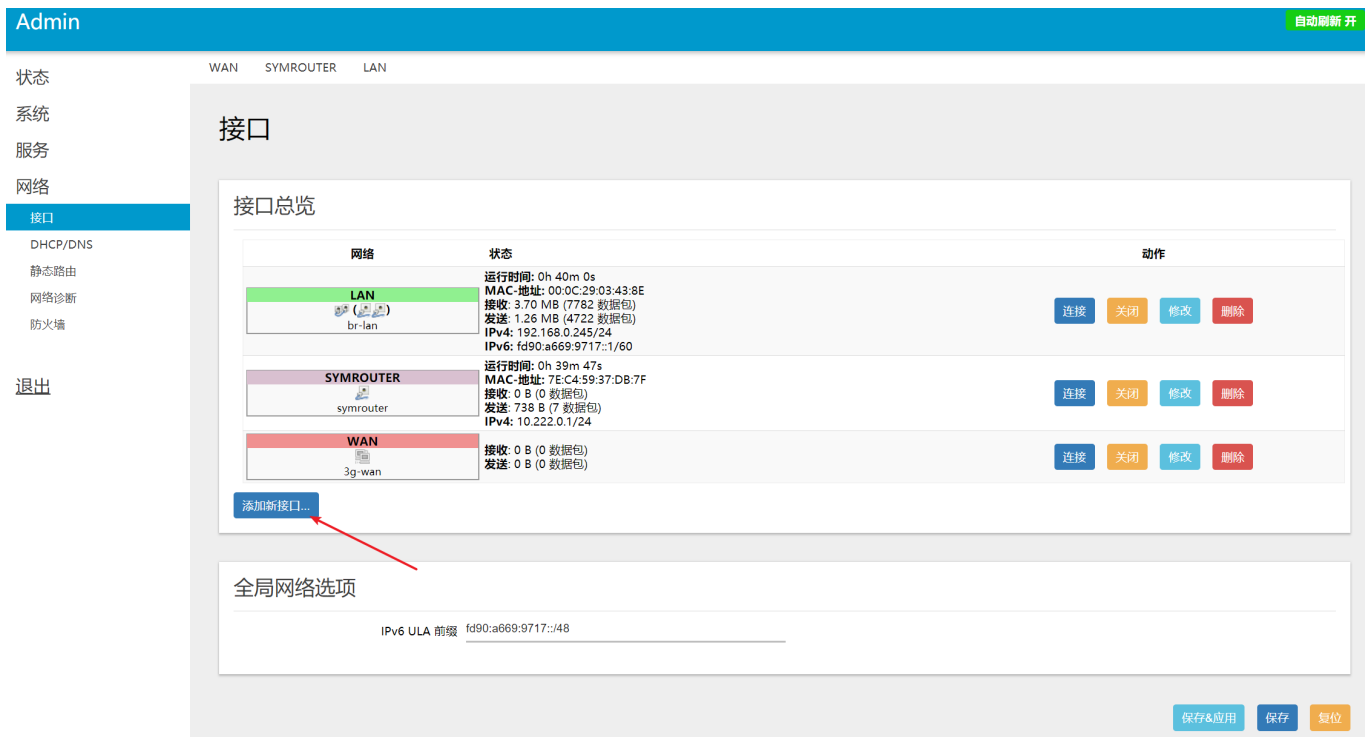 Admin
自动刷新 开
状态
系统
服务
网络
接口
DHCP/DNS
静态路由
网络诊断
防火墙
退出
WAN SYMROUTER LAN
接口
接口总览
网络 状态 动作
LAN
( )
br-lan
运行时间: 0h 40m 0s
MAC-地址: 00:0C:29:03:43:8E
接收: 3.70 MB (7782 数据包)
发送: 1.26 MB (4722 数据包)
IPv4: 192.168.0.245/24
IPv6: fd90:a669:9717::1/60
连接 关闭 修改 删除
SYMROUTER
symrouter
运行时间: 0h 39m 47s
MAC-地址: 7E:C4:59:37:DB:7F
接收: 0 B (0 数据包)
发送: 738 B (7 数据包)
IPv4: 10.222.0.1/24
连接 关闭 修改 删除
WAN
3g-wan
接收: 0 B (0 数据包)
发送: 0 B (0 数据包)
连接 关闭 修改 删除
添加新接口...
全局网络选项
IPv6 ULA 前缀 fd90:a669:9717::/48
保存&应用 保存 复位